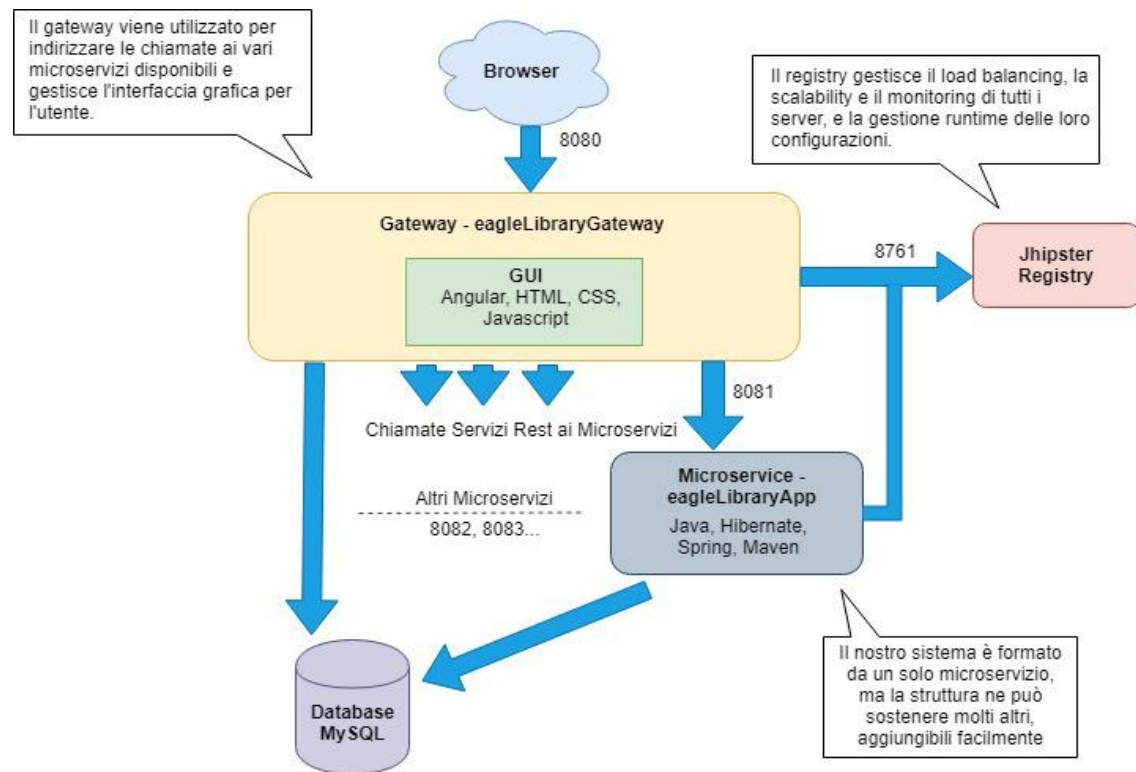 Il gateway viene utilizzato per
indirizzare le chiamate ai vari
microservizi disponibili e
gestisce l'interfaccia grafica per
l'utente.
Browser
Il registry gestisce il load balancing, la
scalability e il monitoring di tutti i
server, e la gestione runtime delle loro
configurazioni.
8080
Gateway - eagleLibraryGateway
GUI
Angular, HTML, CSS,
Javascript
8761
Jhipster
Registry
8081
Chiamate Servizi Rest ai Microservizi
Altri Microservizi
8082, 8083...
Microservice -
eagleLibraryApp
Java, Hibernate,
Spring, Maven
Database
MySQL
Il nostro sistema è formato
da un solo microservizio,
ma la struttura ne può
sostenere molti altri,
aggiungibili facilmente